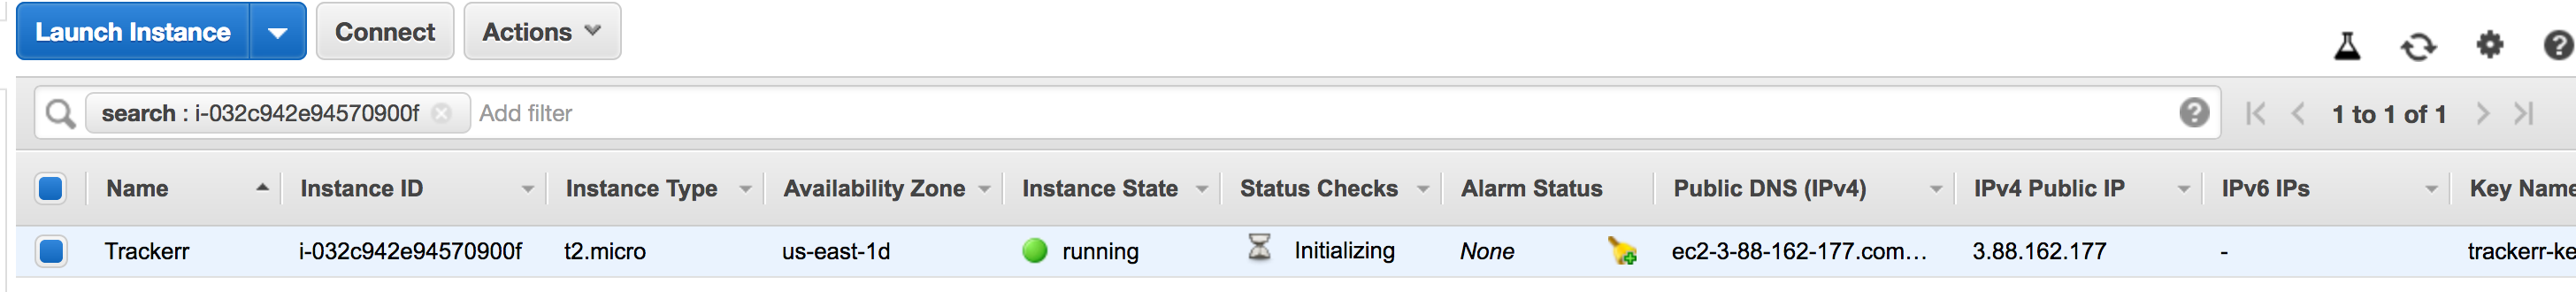 Launch Instance Connect Actions
search : i-032c942e94570900f Add filter 1 to 1 of 1
Name Instance ID Instance Type Availability Zone Instance State Status Checks Alarm Status Public DNS (IPv4) IPv4 Public IP IPv6 IPs Key Name
Trackerr i-032c942e94570900f t2.micro us-east-1d running Initializing None ec2-3-88-162-177.com… 3.88.162.177 - trackerr-ke